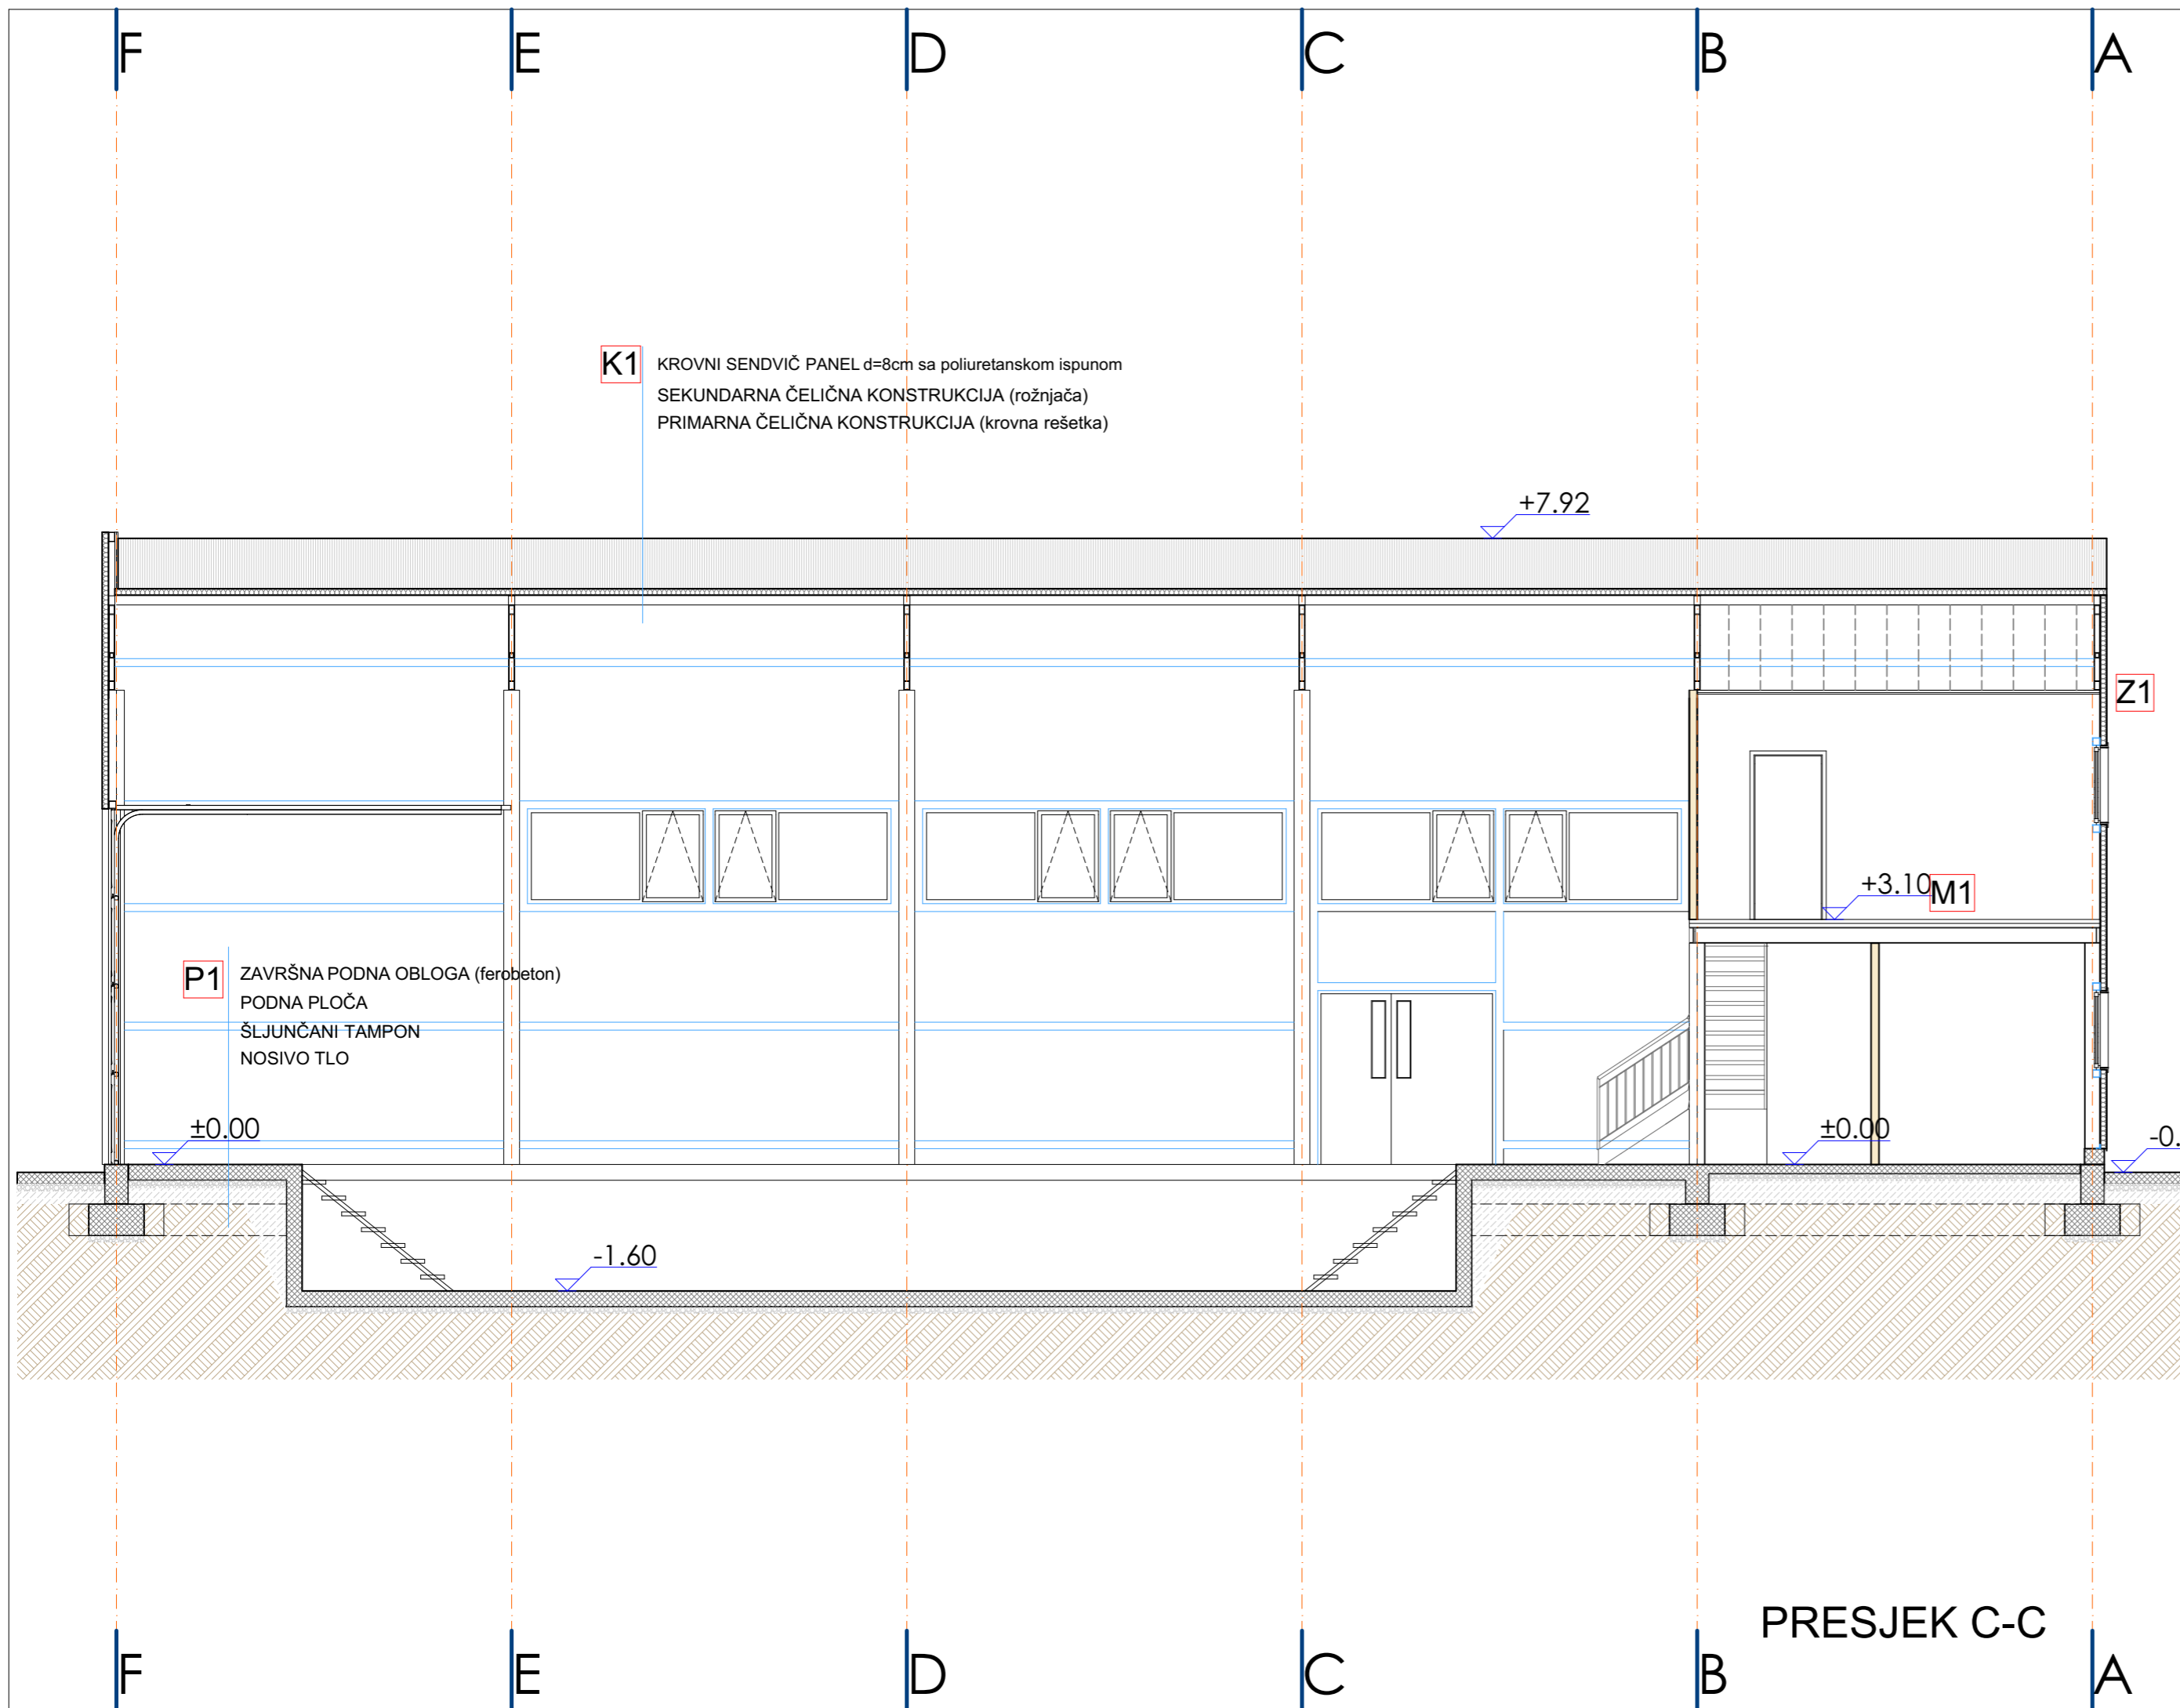 F E D C B A
K1 KROVNI SENDVIČ PANEL d=8cm sa poliuretanskom ispunom
SEKUNDARNA ČELIČNA KONSTRUKCIJA (rožnjača)
PRIMARNA ČELIČNA KONSTRUKCIJA (krovna rešetka)
+7.92
Z1
+3.10 M1
P1 ZAVRŠNA PODNA OBLOGA (ferobeton)
PODNA PLOČA
ŠLJUNČANI TAMPON
NOSIVO TLO
±0.00
±0.00
-0.
-1.60
PRESJEK C-C
F E D C B A